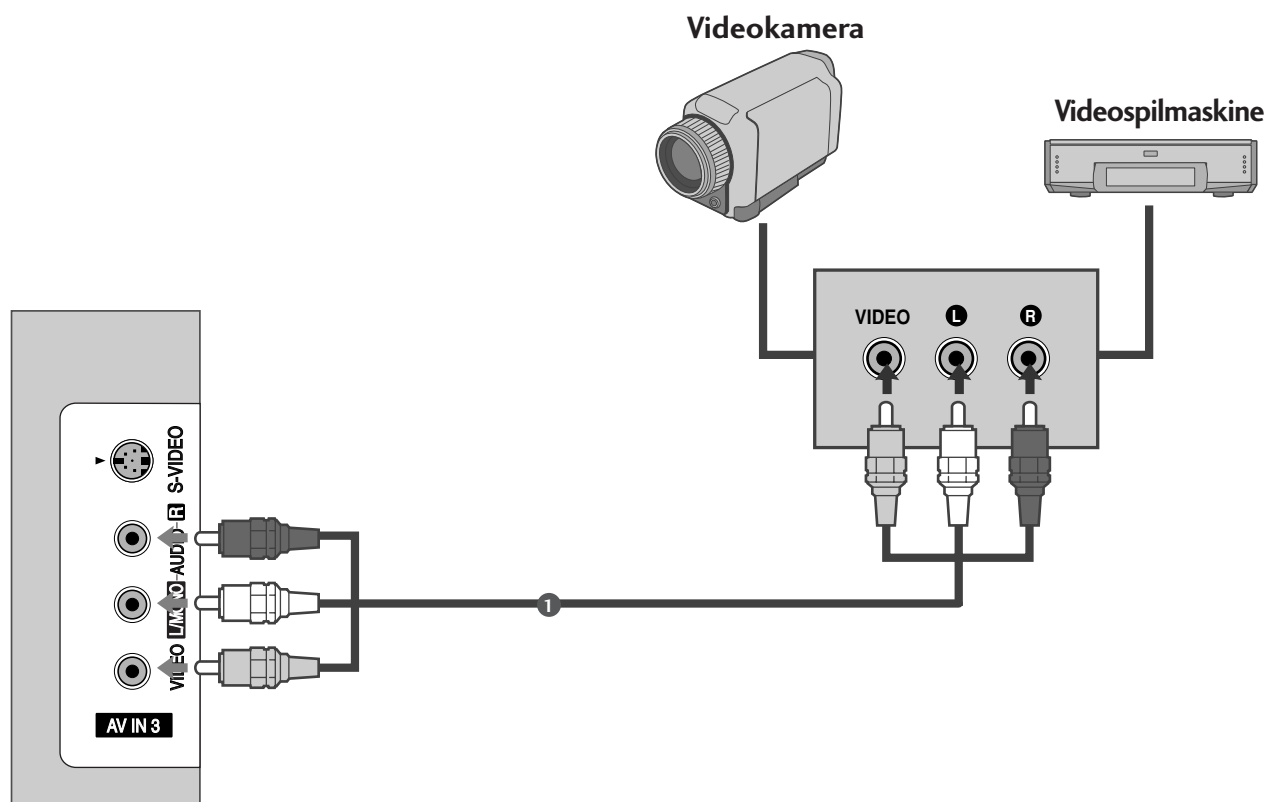 Videokamera
Videospilmaskine
VIDEO L R
S-VIDEO
AUDIO R
L/MONO
VIDEO
1
AV IN 3